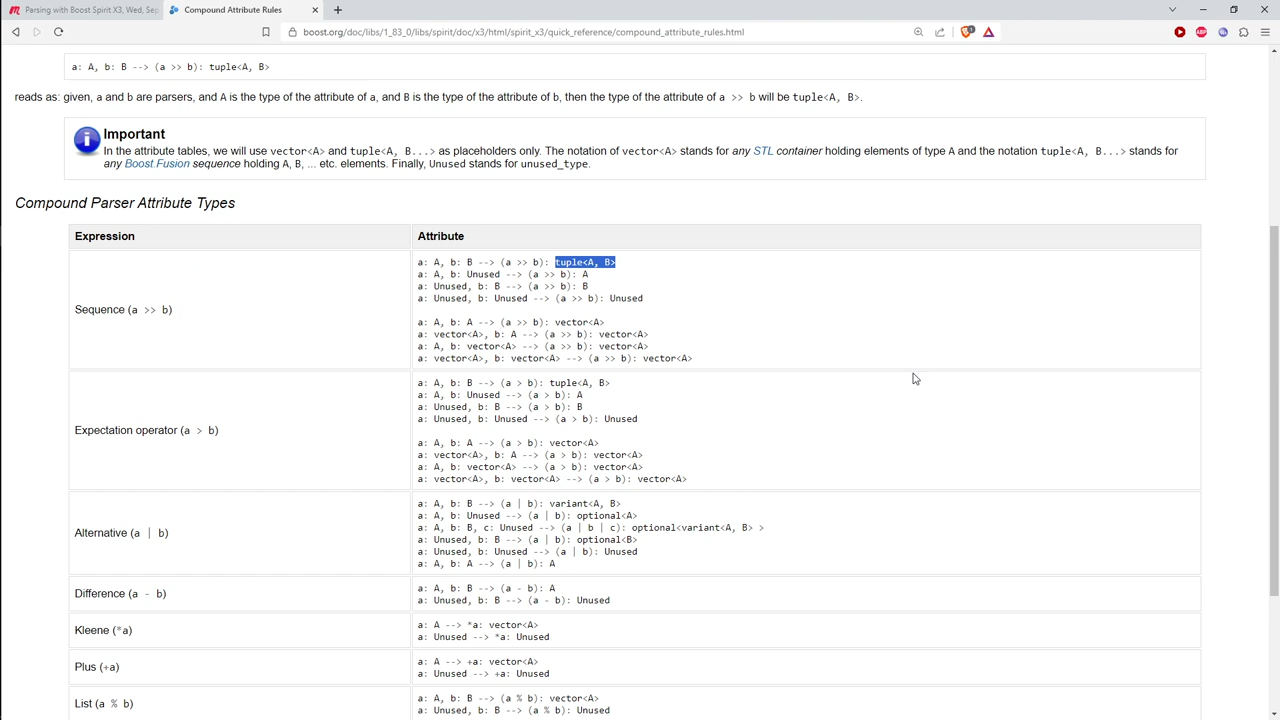 Parsing with Boost Spirit X3, Wed, Sep
Compound Attribute Rules
boost.org/doc/libs/1_83_0/libs/spirit/doc/x3/html/spirit_x3/quick_reference/compound_attribute_rules.html
a: A, b: B --> (a >> b): tuple<A, B>
reads as: given, a and b are parsers, and A is the type of the attribute of a, and B is the type of the attribute of b, then the type of the attribute of a >> b will be tuple<A, B>.
Important
In the attribute tables, we will use vector<A> and tuple<A, B...> as placeholders only. The notation of vector<A> stands for any STL container holding elements of type A and the notation tuple<A, B...> stands for
any Boost.Fusion sequence holding A, B, ... etc. elements. Finally, Unused stands for unused_type.
Compound Parser Attribute Types
Expression
Attribute
Sequence (a >> b)
a: A, b: B --> (a >> b): tuple<A, B>
a: A, b: Unused --> (a >> b): A
a: Unused, b: B --> (a >> b): B
a: Unused, b: Unused --> (a >> b): Unused
a: A, b: A --> (a >> b): vector<A>
a: vector<A>, b: A --> (a >> b): vector<A>
a: A, b: vector<A> --> (a >> b): vector<A>
a: vector<A>, b: vector<A> --> (a >> b): vector<A>
Expectation operator (a > b)
a: A, b: B --> (a > b): tuple<A, B>
a: A, b: Unused --> (a > b): A
a: Unused, b: B --> (a > b): B
a: Unused, b: Unused --> (a > b): Unused
a: A, b: A --> (a > b): vector<A>
a: vector<A>, b: A --> (a > b): vector<A>
a: A, b: vector<A> --> (a > b): vector<A>
a: vector<A>, b: vector<A> --> (a > b): vector<A>
Alternative (a | b)
a: A, b: B --> (a | b): variant<A, B>
a: A, b: Unused --> (a | b): optional<A>
a: A, b: B, c: Unused --> (a | b | c): optional<variant<A, B> >
a: Unused, b: B --> (a | b): optional<B>
a: Unused, b: Unused --> (a | b): Unused
a: A, b: A --> (a | b): A
Difference (a - b)
a: A, b: B --> (a - b): A
a: Unused, b: B --> (a - b): Unused
Kleene (*a)
a: A --> *a: vector<A>
a: Unused --> *a: Unused
Plus (+a)
a: A --> +a: vector<A>
a: Unused --> +a: Unused
List (a % b)
a: A, b: B --> (a % b): vector<A>
a: Unused, b: B --> (a % b): Unused